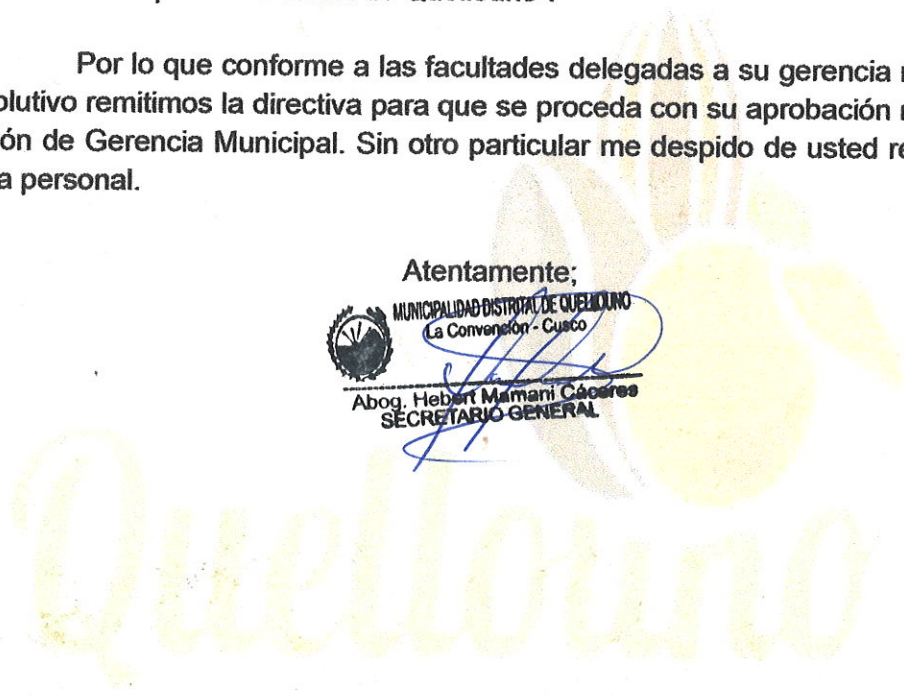 Por lo que conforme a las facultades delegadas a su gerencia
olutivo remitimos la directiva para que se proceda con su aprobación
ón de Gerencia Municipal. Sin otro particular me despido de usted re
a personal.
Atentamente;
MUNICIPALIDAD DISTRITAL DE QUELLOUNO
La Convención - Cusco
Abog. Hebert Mamani Cáceres
SECRETARIO GENERAL
Quellouno